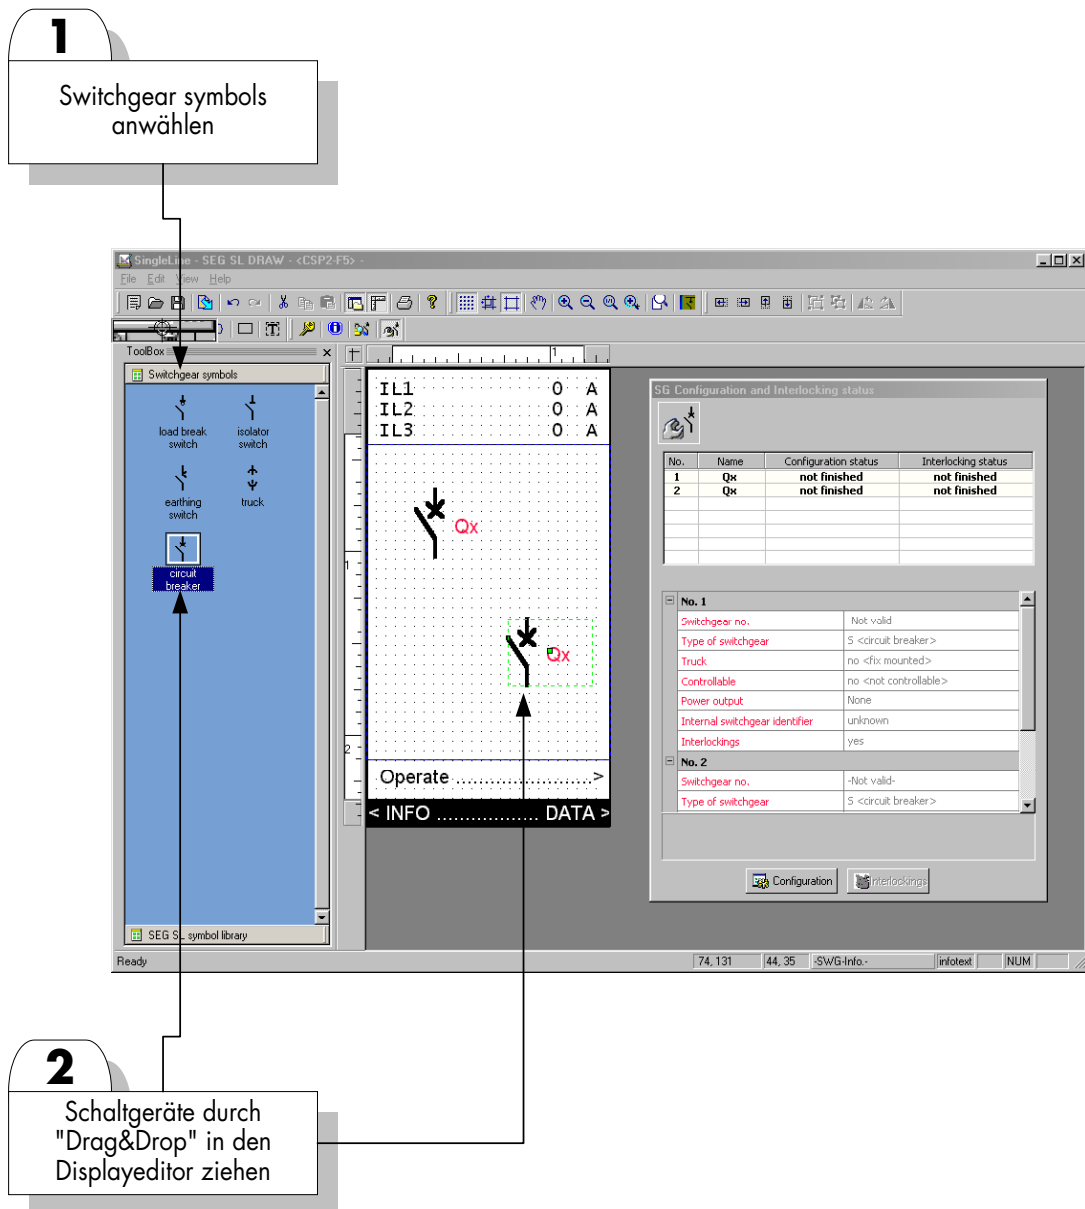 1
Switchgear symbols
anwählen
SingleLine - SEG SL DRAW - <CSP2-F5> -
File Edit View Help
ToolBox
Switchgear symbols
load break
switch
isolator
switch
earthing
switch
truck
circuit
breaker
SEG SL symbol library
1
1
2
IL1 0 A
IL2 0 A
IL3 0 A
Qx
Qx
Operate ........................>
< INFO .................. DATA >
SG Configuration and Interlocking status
No. Name Configuration status Interlocking status
1 Qx not finished not finished
2 Qx not finished not finished
No. 1
Switchgear no. Not valid
Type of switchgear S <circuit breaker>
Truck no <fix mounted>
Controllable no <not controllable>
Power output None
Internal switchgear identifier unknown
Interlockings yes
No. 2
Switchgear no. -Not valid-
Type of switchgear S <circuit breaker>
Configuration Interlockings
Ready 74, 131 44, 35 -SWG-Info.- infotext NUM
2
Schaltgeräte durch
"Drag&Drop" in den
Displayeditor ziehen